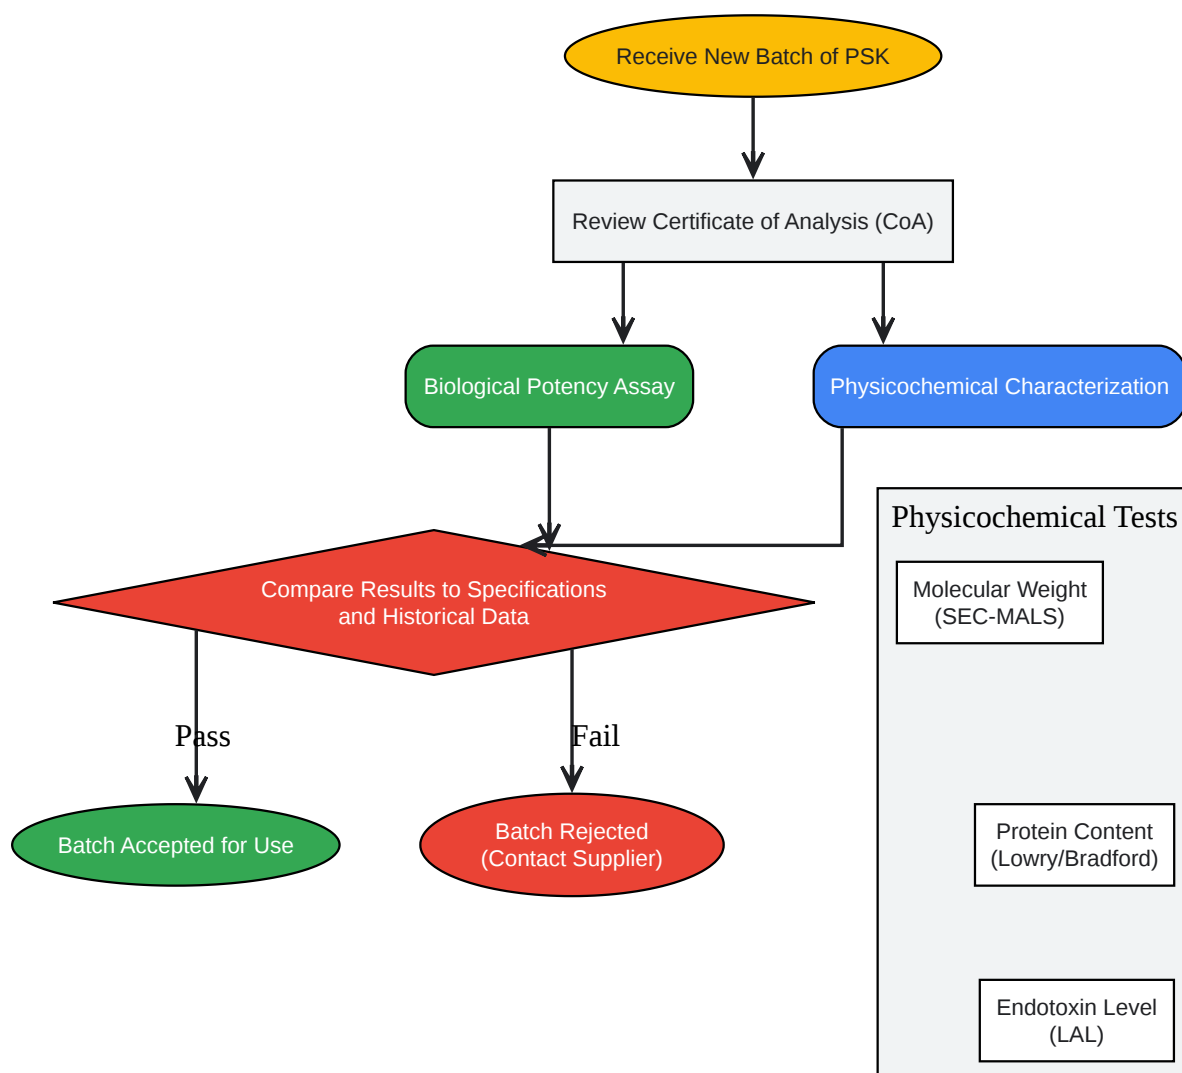 Receive New Batch of PSK
Review Certificate of Analysis (CoA)
Biological Potency Assay
Physicochemical Characterization
Physicochemical Tests
Molecular Weight
(SEC-MALS)
Compare Results to Specifications
and Historical Data
Pass
Fail
Batch Accepted for Use
Batch Rejected
(Contact Supplier)
Protein Content
(Lowry/Bradford)
Endotoxin Level
(LAL)